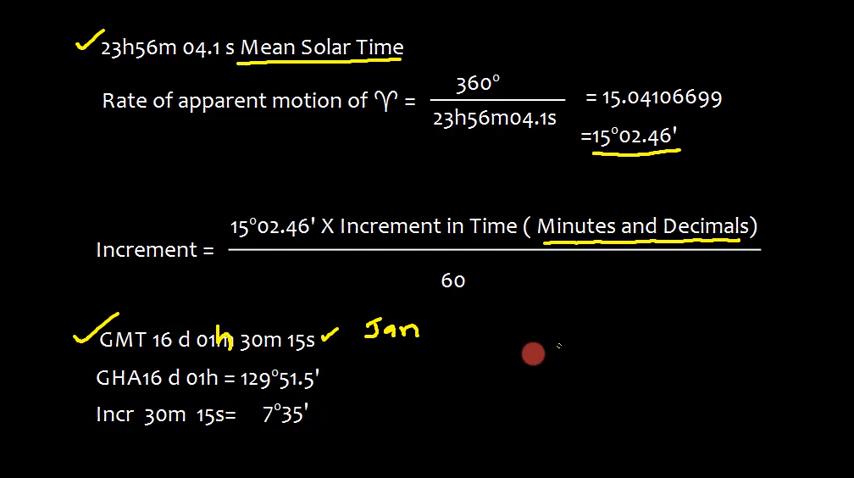 23h56m 04.1 s Mean Solar Time
Rate of apparent motion of ♈ = 360° / 23h56m04.1s = 15.04106699
=15°02.46'
Increment = 15°02.46' X Increment in Time ( Minutes and Decimals) / 60
GMT 16 d 01h 30m 15s Jan
GHA16 d 01h = 129°51.5'
Incr 30m 15s= 7°35'